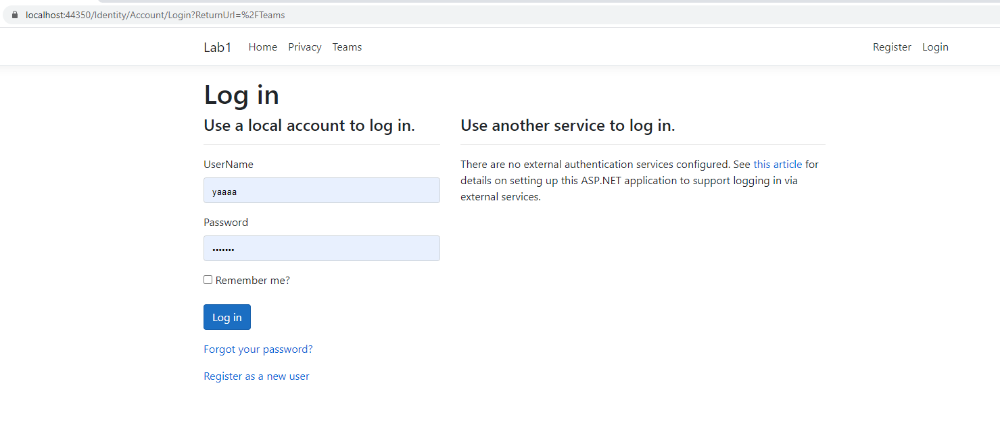 localhost:44350/Identity/Account/Login?ReturnUrl=%2FTeams
Lab1 Home Privacy Teams Register Login
Log in
Use a local account to log in.
UserName
yaaaa
Password
•••••••
Remember me?
Log in
Forgot your password?
Register as a new user
Use another service to log in.
There are no external authentication services configured. See this article for
details on setting up this ASP.NET application to support logging in via
external services.